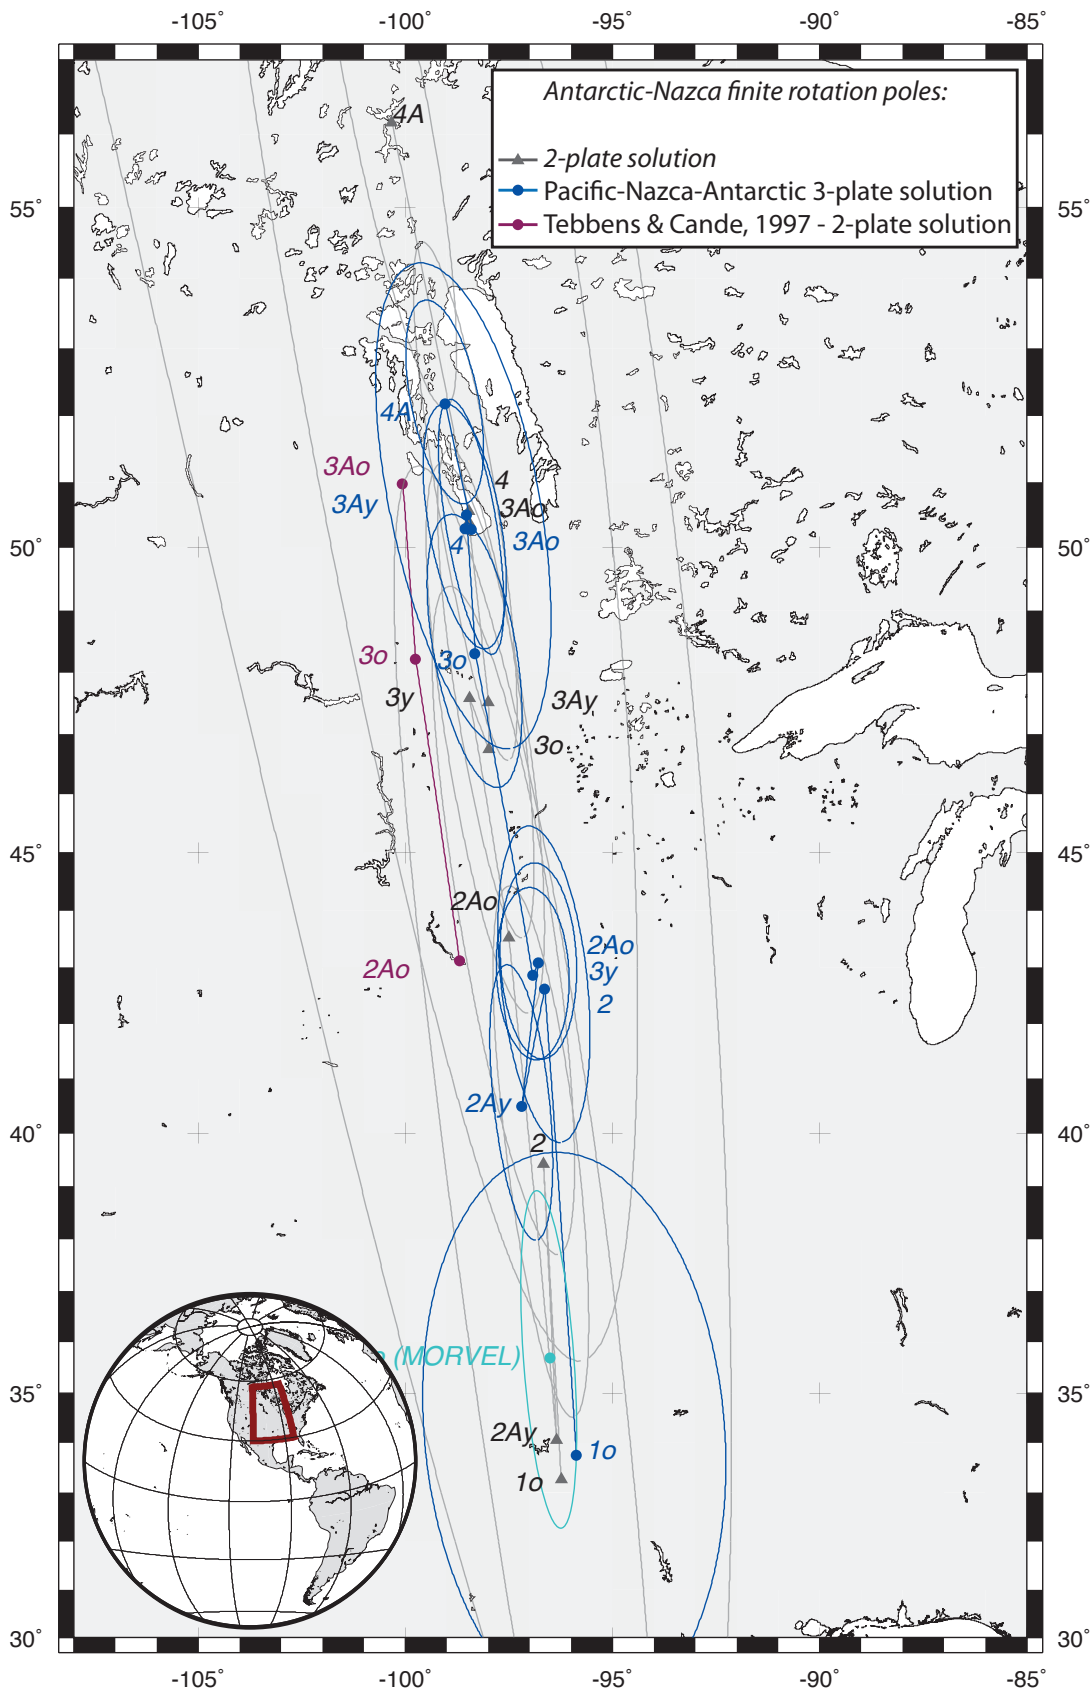 -105° -100° -95° -90° -85°
Antarctic-Nazca finite rotation poles:
2-plate solution
Pacific-Nazca-Antarctic 3-plate solution
Tebbens & Cande, 1997 - 2-plate solution
4A
55° 55°
4A
3Ao
4
3Ay
3Ao
3Ao
4
50° 50°
3o
3o
3y
3Ay
3o
45° 45°
2Ao
2Ao
3y
2Ao
2
2Ay
40° 40°
2
(MORVEL)
35° 35°
2Ay
1o
1o
30° 30°
-105° -100° -95° -90° -85°